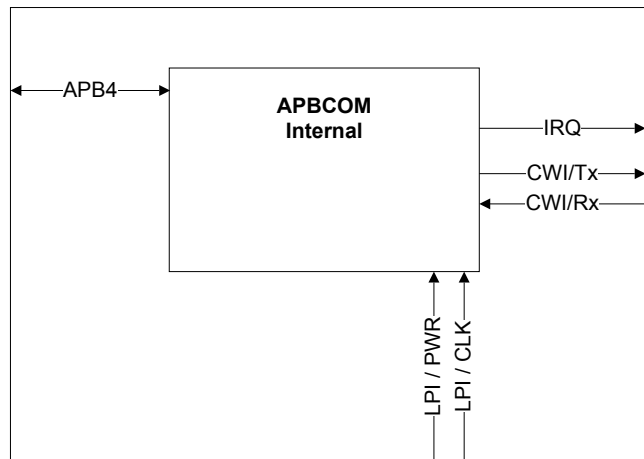 APB4
APBCOM
Internal
IRQ
CWI/Tx
CWI/Rx
LPI / PWR
LPI / CLK